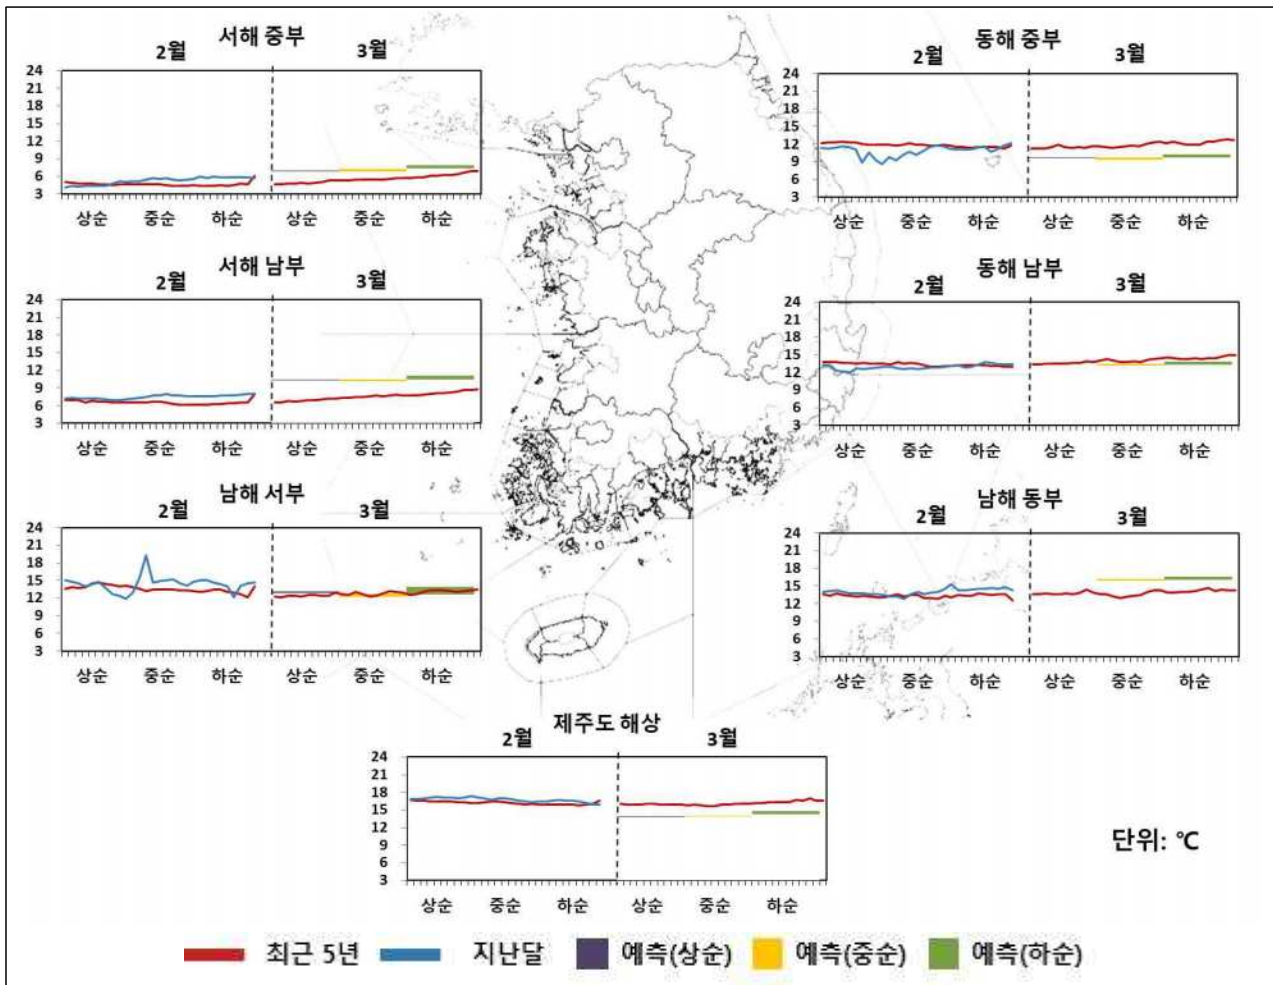 서해 중부
2월
3월
24
21
18
15
12
9
6
3
상순
중순
하순
상순
중순
하순
동해 중부
2월
3월
24
21
18
15
12
9
6
3
상순
중순
하순
상순
중순
하순
서해 남부
2월
3월
24
21
18
15
12
9
6
3
상순
중순
하순
상순
중순
하순
동해 남부
2월
3월
24
21
18
15
12
9
6
3
상순
중순
하순
상순
중순
하순
남해 서부
2월
3월
24
21
18
15
12
9
6
3
상순
중순
하순
상순
중순
하순
남해 동부
2월
3월
24
21
18
15
12
9
6
3
상순
중순
하순
상순
중순
하순
제주도 해상
2월
3월
24
21
18
15
12
9
6
3
상순
중순
하순
상순
중순
하순
단위: ℃
최근 5년 지난달 예측(상순) 예측(중순) 예측(하순)